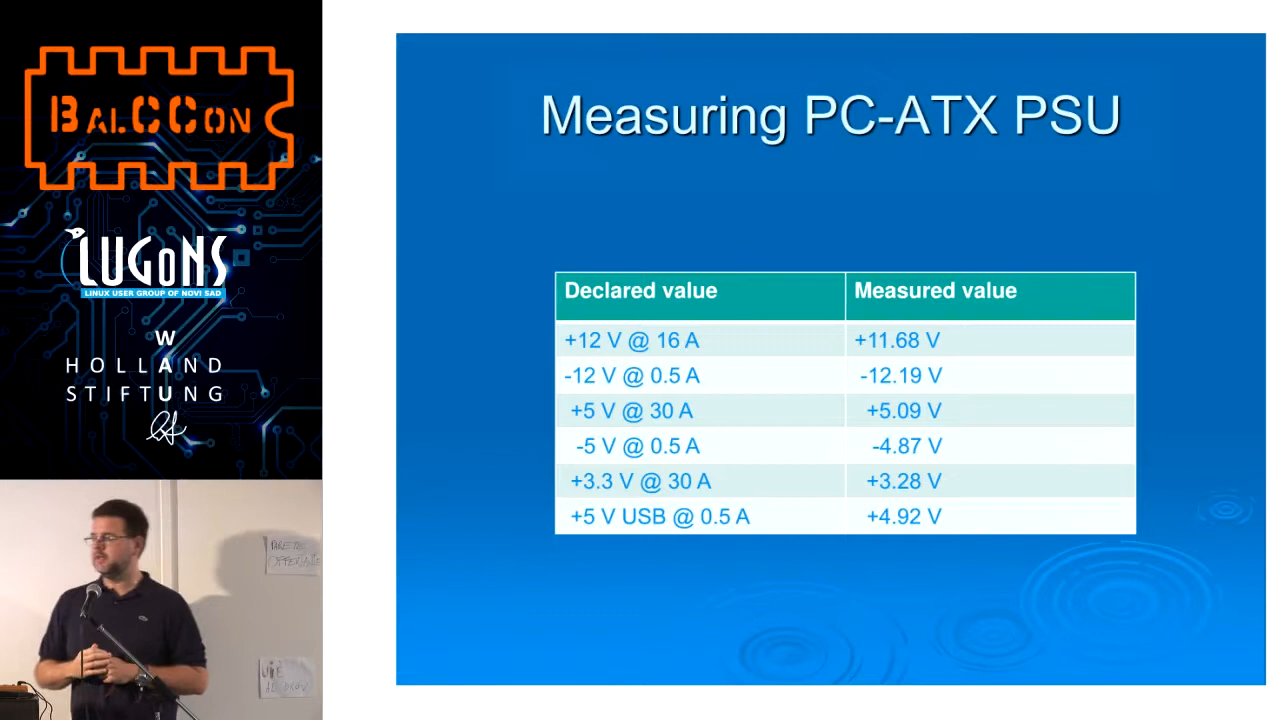 BALCCON
LUGoNS
LINUX USER GROUP OF NOVI SAD
W
HOLLAND
STIFTUNG
Measuring PC-ATX PSU
Declared value Measured value
+12 V @ 16 A +11.68 V
-12 V @ 0.5 A -12.19 V
+5 V @ 30 A +5.09 V
-5 V @ 0.5 A -4.87 V
+3.3 V @ 30 A +3.28 V
+5 V USB @ 0.5 A +4.92 V